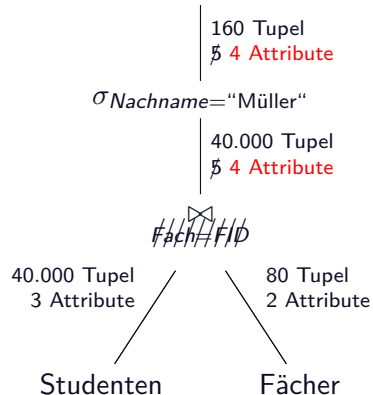 160 Tupel
5 4 Attribute
σNachname=“Müller“
40.000 Tupel
5 4 Attribute
⋈
Fach=FID
40.000 Tupel
3 Attribute
80 Tupel
2 Attribute
Studenten
Fächer